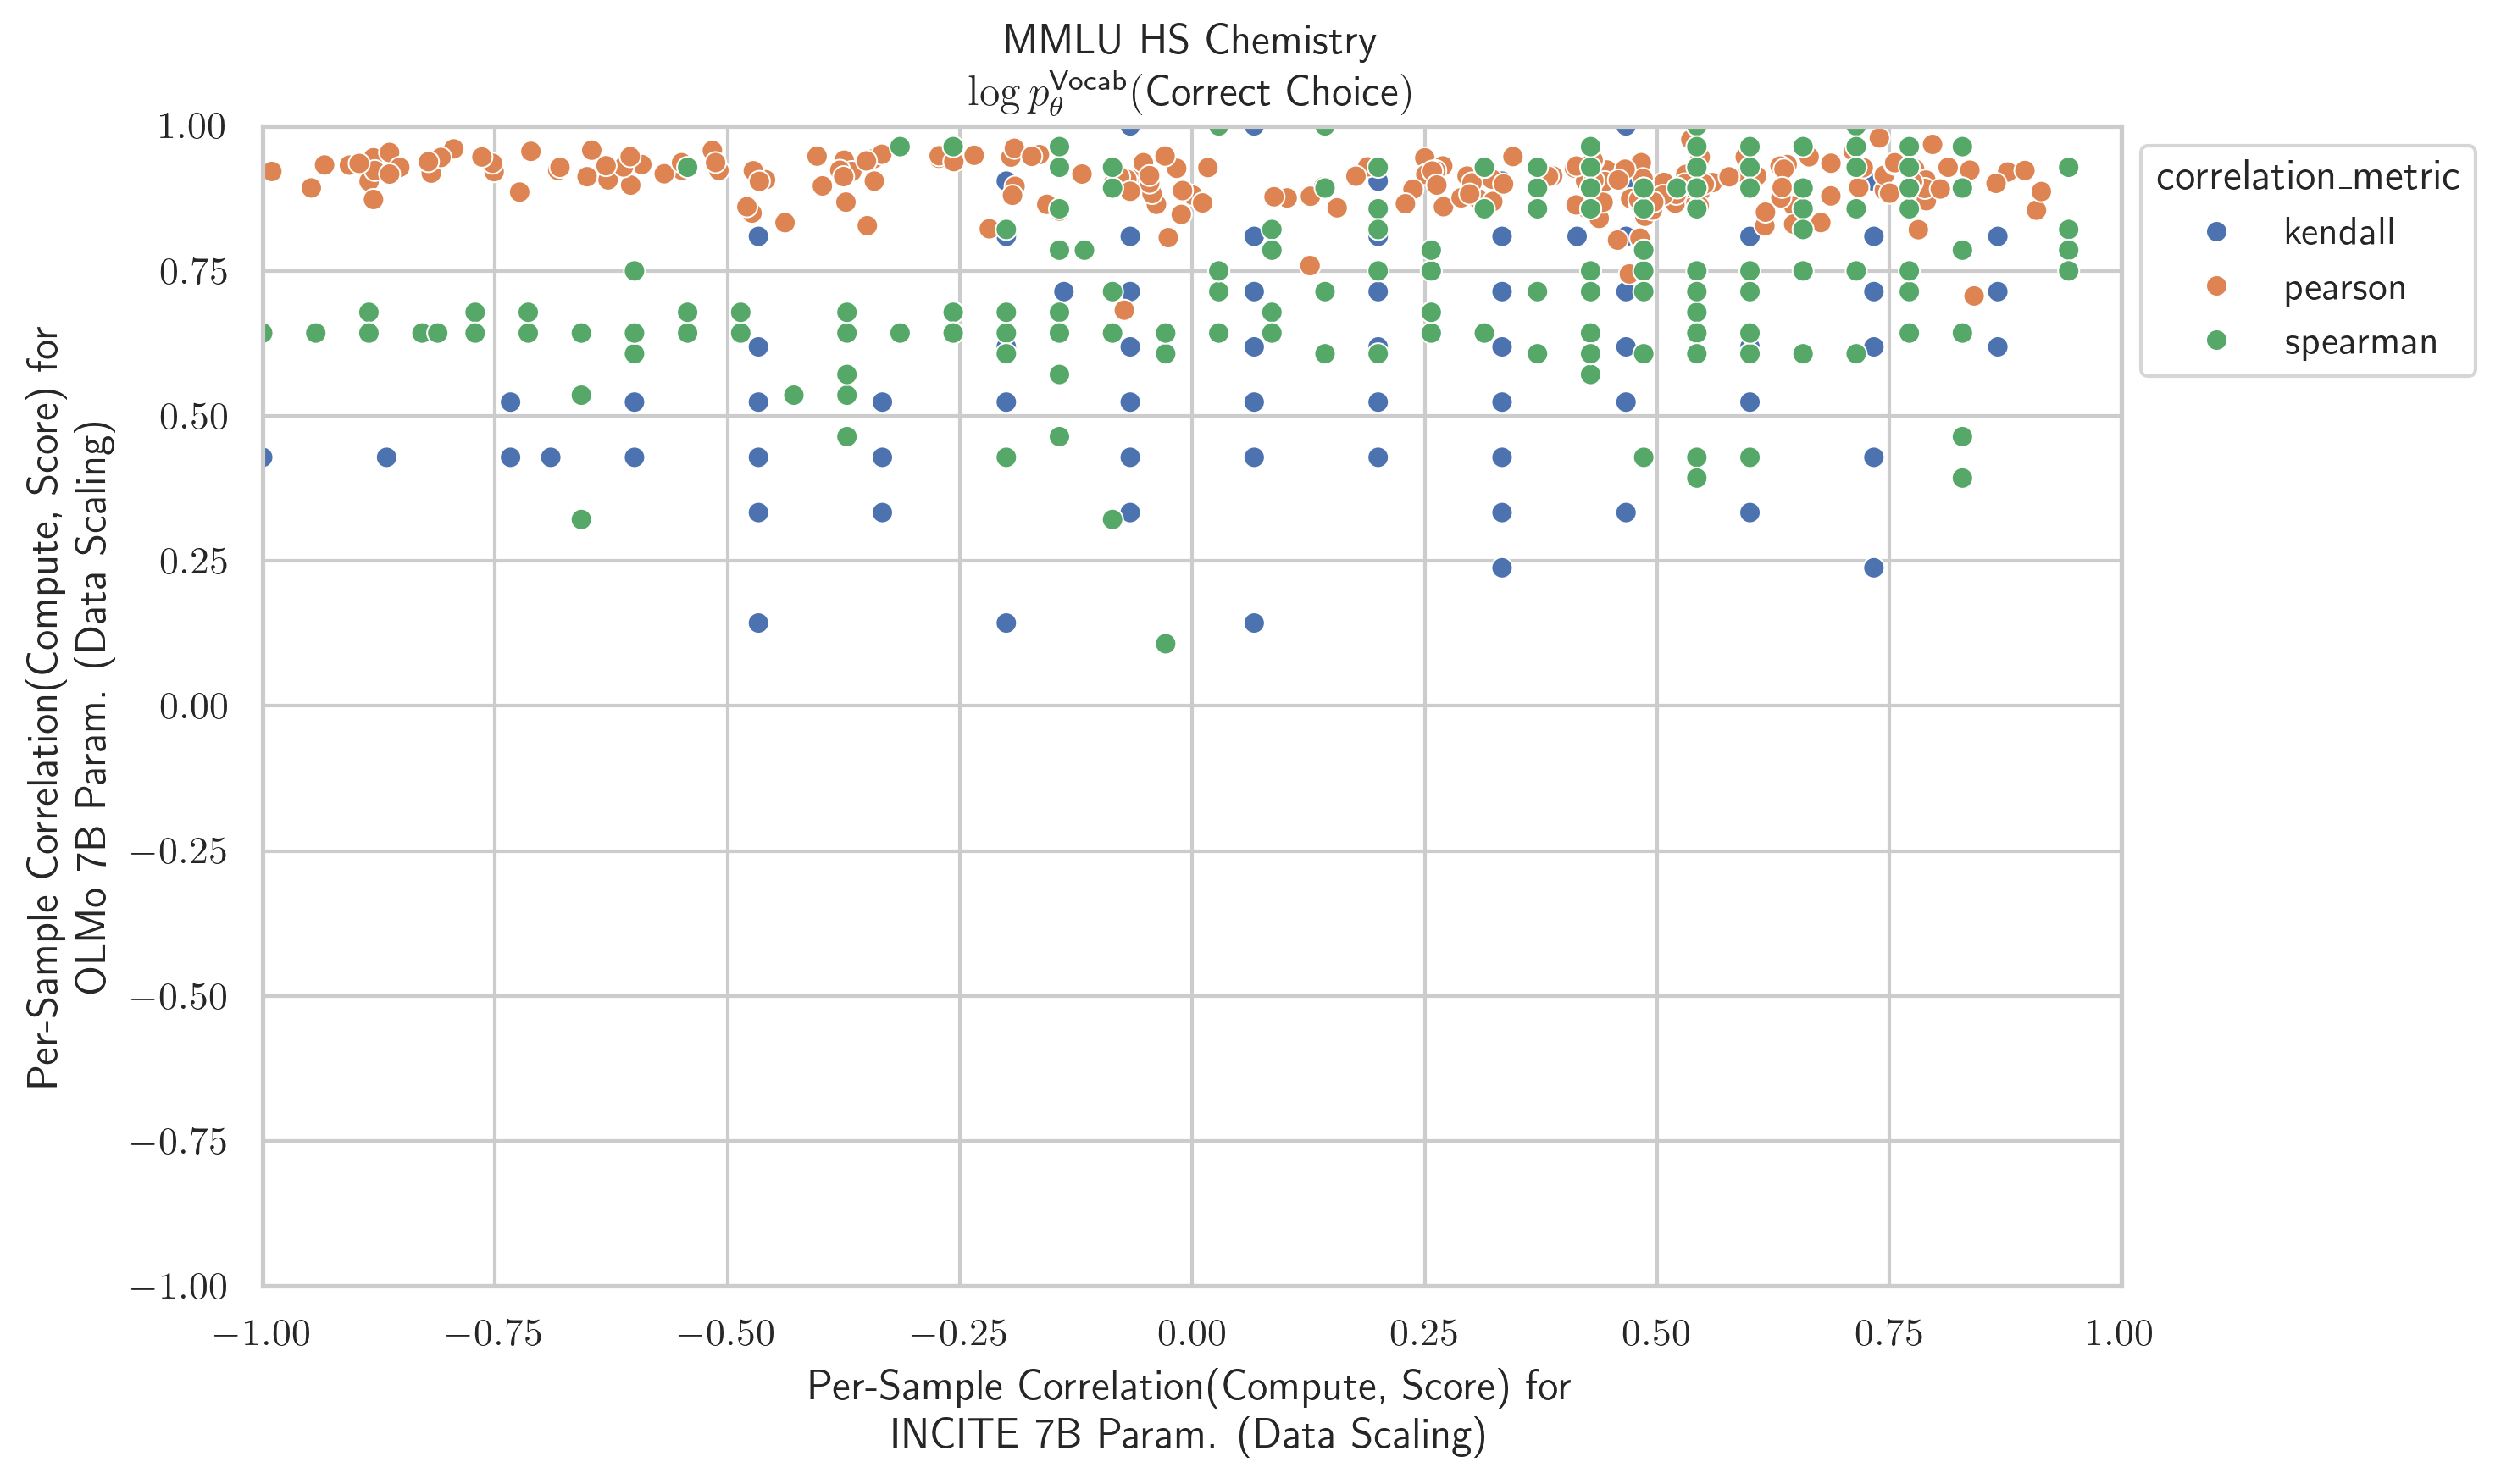 MMLU HS Chemistry
log p_θ^Vocab(Correct Choice)
Per-Sample Correlation(Compute, Score) for
OLMo 7B Param. (Data Scaling)
1.00
0.75
0.50
0.25
0.00
−0.25
−0.50
−0.75
−1.00
−1.00 −0.75 −0.50 −0.25 0.00 0.25 0.50 0.75 1.00
Per-Sample Correlation(Compute, Score) for
INCITE 7B Param. (Data Scaling)
correlation_metric
kendall
pearson
spearman